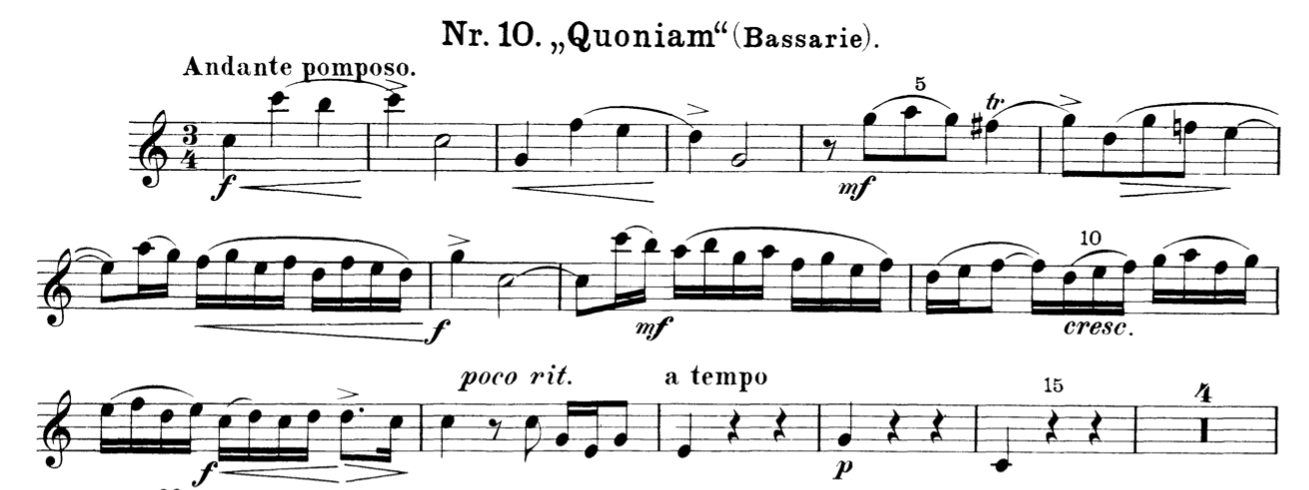 Nr. 10. „Quoniam“ (Bassarie).
Andante pomposo.
3
4
5
tr
f
mf
10
f
mf
cresc.
poco rit.
a tempo
15
4
f
p